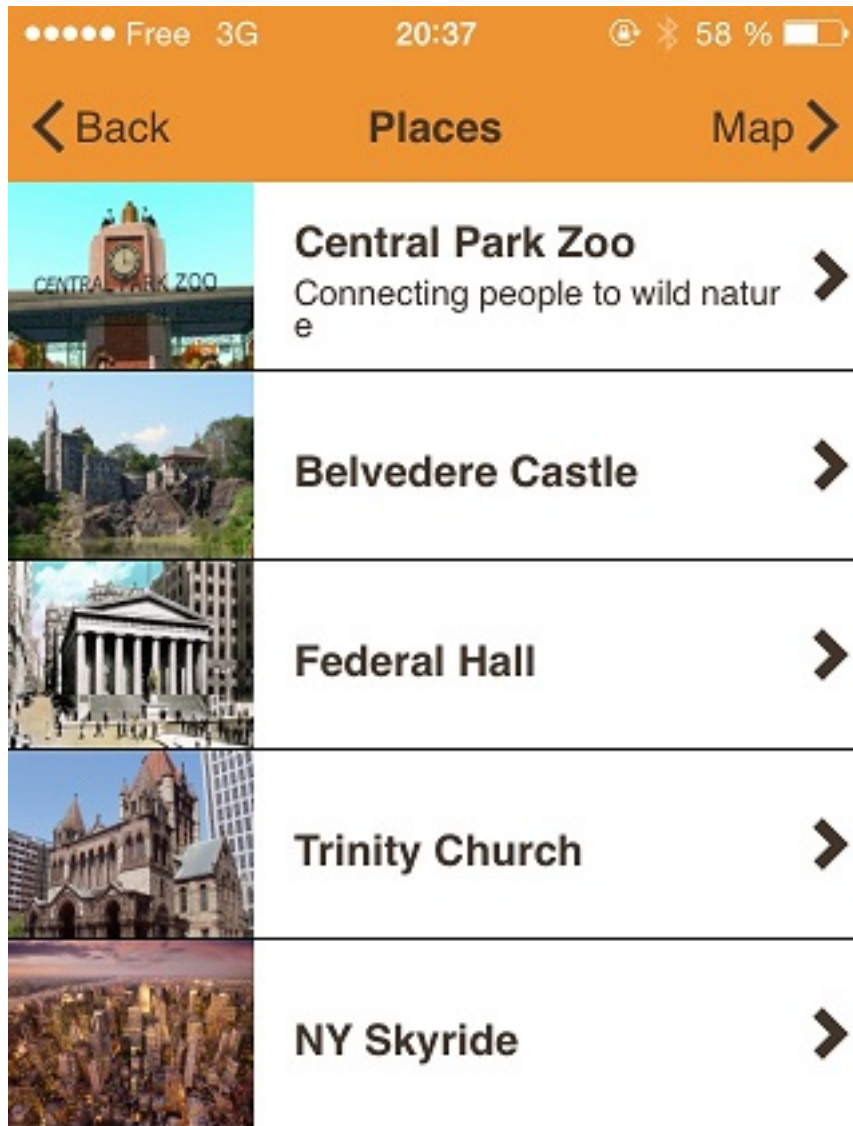 Free 3G 20:37 58 %
Back Places Map
CENTRAL PARK ZOO
Central Park Zoo
Connecting people to wild natur
e
Belvedere Castle
Federal Hall
Trinity Church
NY Skyride